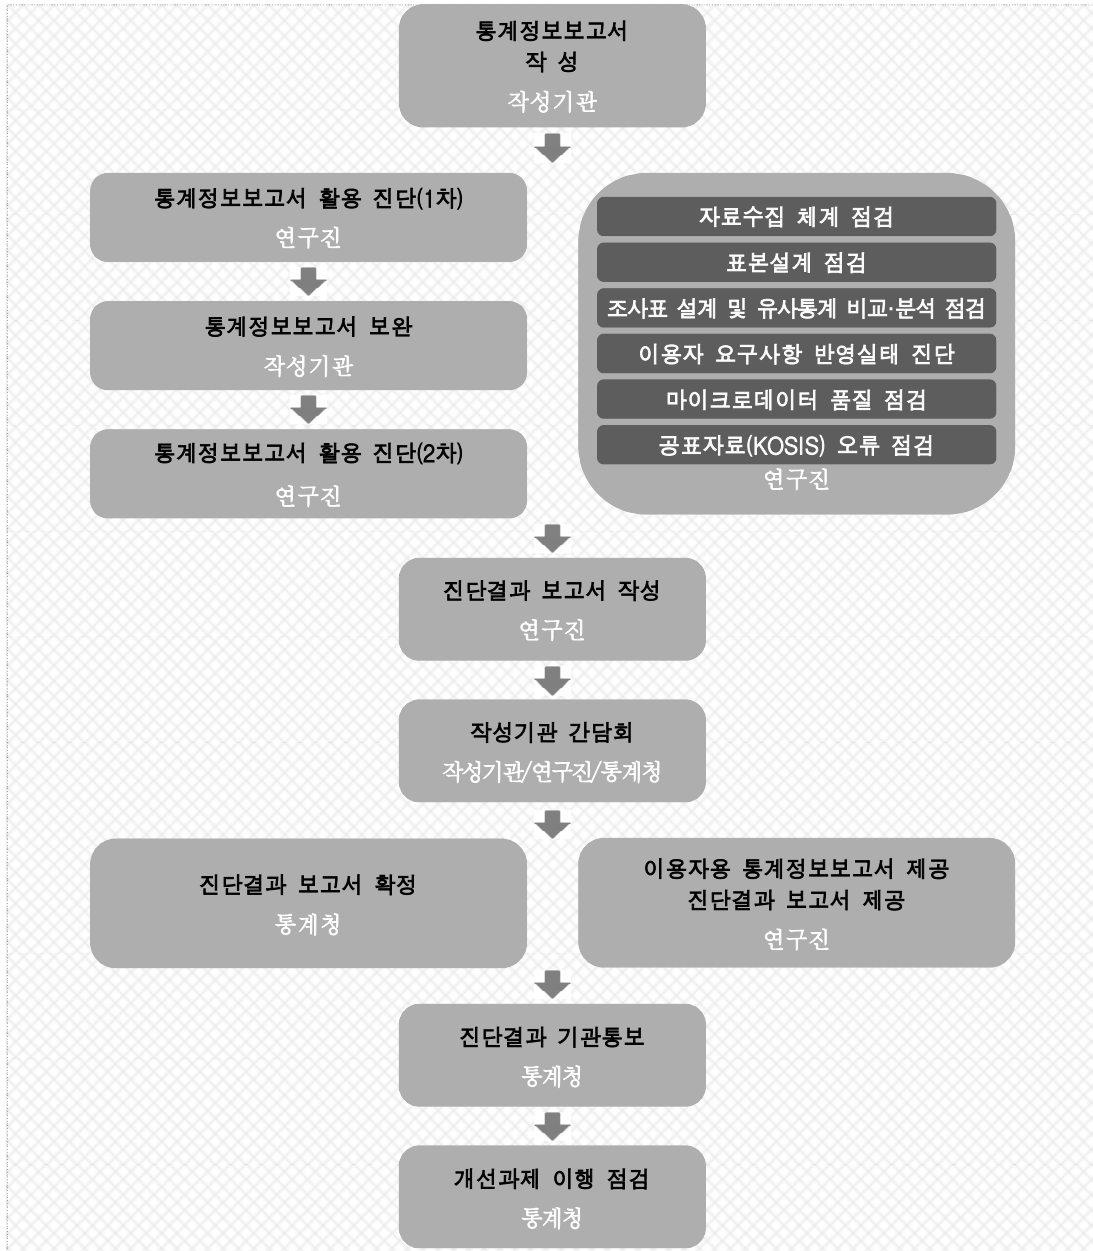 통계정보보고서
작 성
작성기관
통계정보보고서 활용 진단(1차)
연구진
통계정보보고서 보완
작성기관
통계정보보고서 활용 진단(2차)
연구진
자료수집 체계 점검
표본설계 점검
조사표 설계 및 유사통계 비교·분석 점검
이용자 요구사항 반영실태 진단
마이크로데이터 품질 점검
공표자료(KOSIS) 오류 점검
연구진
진단결과 보고서 작성
연구진
작성기관 간담회
작성기관/연구진/통계청
진단결과 보고서 확정
통계청
이용자용 통계정보보고서 제공
진단결과 보고서 제공
연구진
진단결과 기관통보
통계청
개선과제 이행 점검
통계청